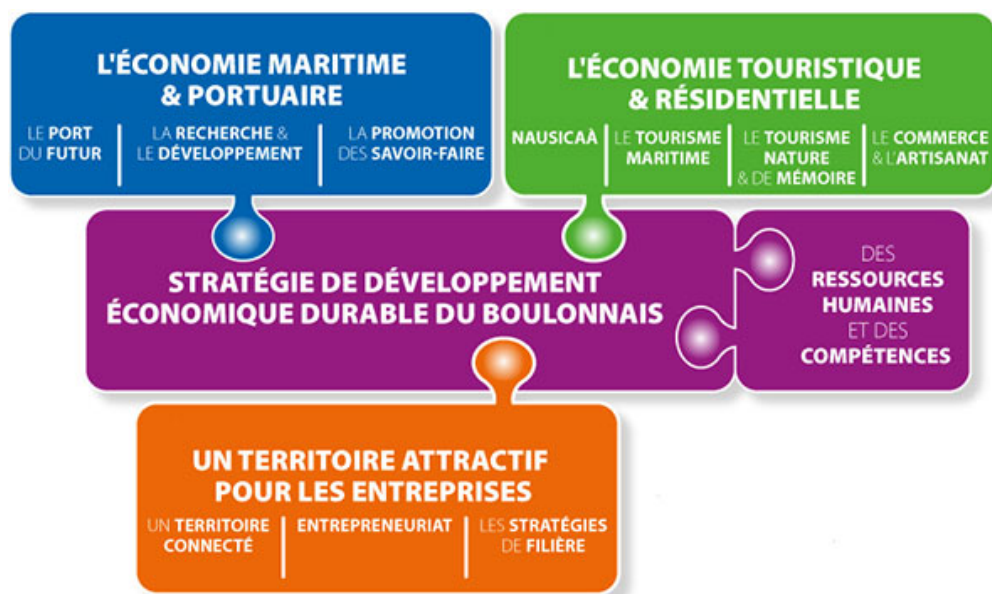 L'ÉCONOMIE MARITIME
& PORTUAIRE
LE PORT
DU FUTUR
LA RECHERCHE &
LE DÉVELOPPEMENT
LA PROMOTION
DES SAVOIR-FAIRE
L'ÉCONOMIE TOURISTIQUE
& RÉSIDENTIELLE
NAUSICAÀ
LE TOURISME
MARITIME
LE TOURISME
NATURE
& DE MÉMOIRE
LE COMMERCE
& L'ARTISANAT
STRATÉGIE DE DÉVELOPPEMENT
ÉCONOMIQUE DURABLE DU BOULONNAIS
DES
RESSOURCES
HUMAINES
ET DES
COMPÉTENCES
UN TERRITOIRE ATTRACTIF
POUR LES ENTREPRISES
UN TERRITOIRE
CONNECTÉ
ENTREPRENEURIAT
LES STRATÉGIES
DE FILIÈRE